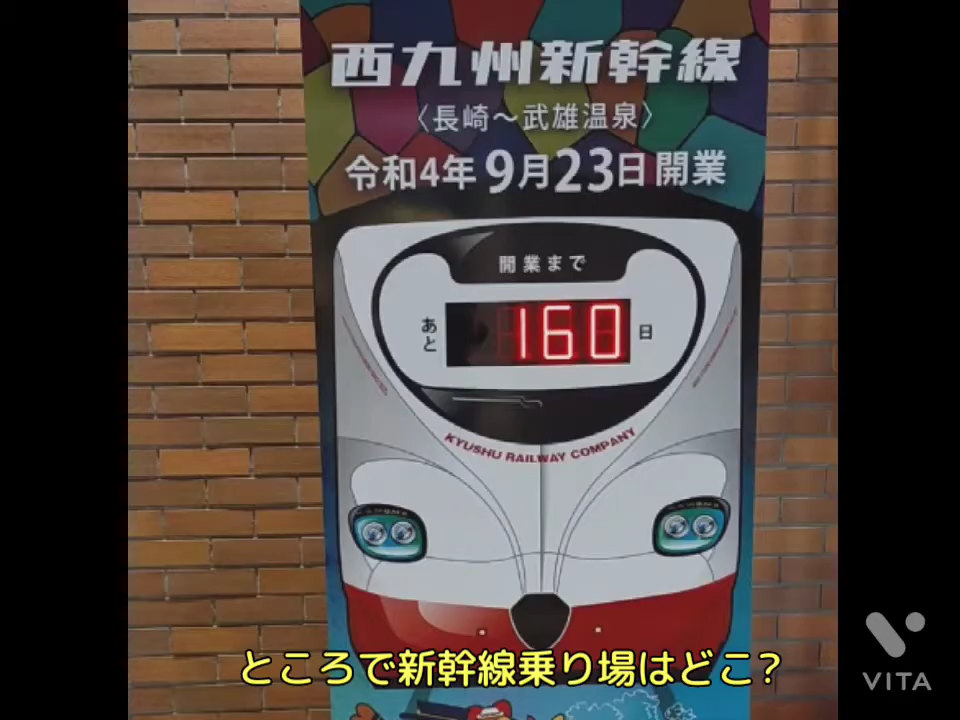 西九州新幹線
〈長崎～武雄温泉〉
令和4年9月23日開業
開業まで
あと 160 日
KYUSHU RAILWAY COMPANY
ところで新幹線乗り場はどこ?
VITA